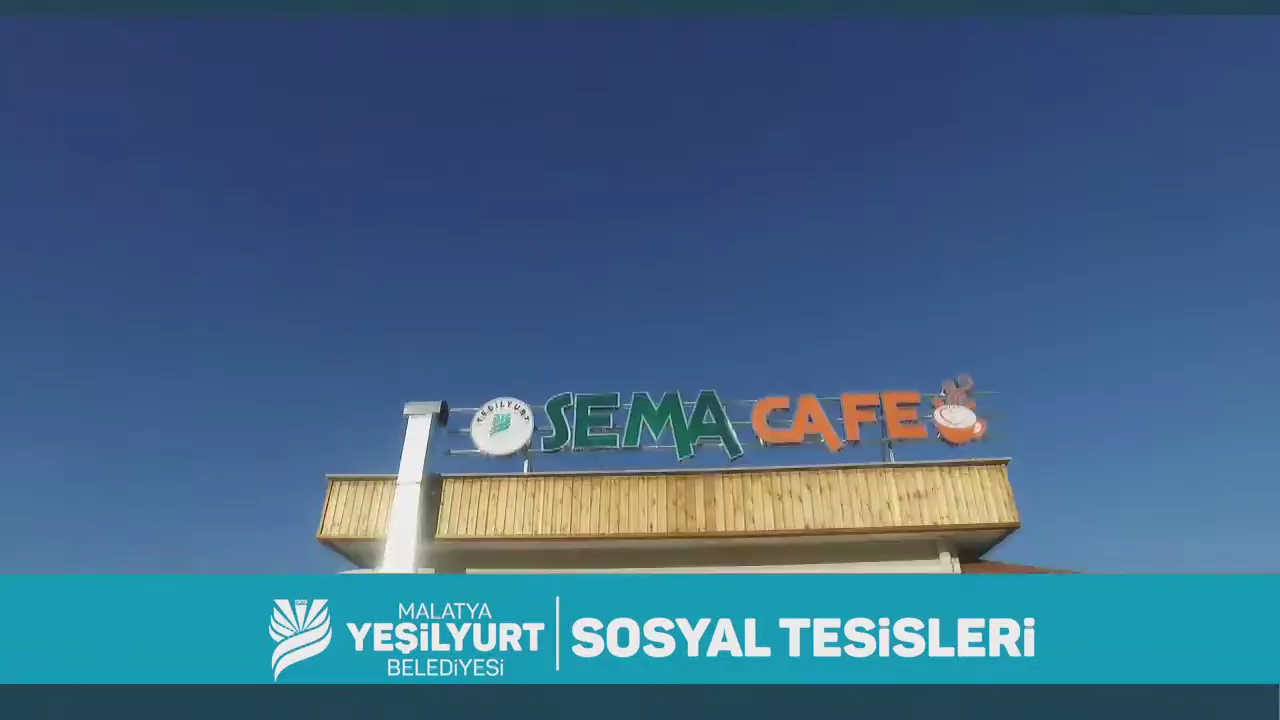 YEŞİLYURT
SEMA CAFE
MALATYA
YEŞİLYURT
BELEDİYESİ
SOSYAL TESİSLERİ